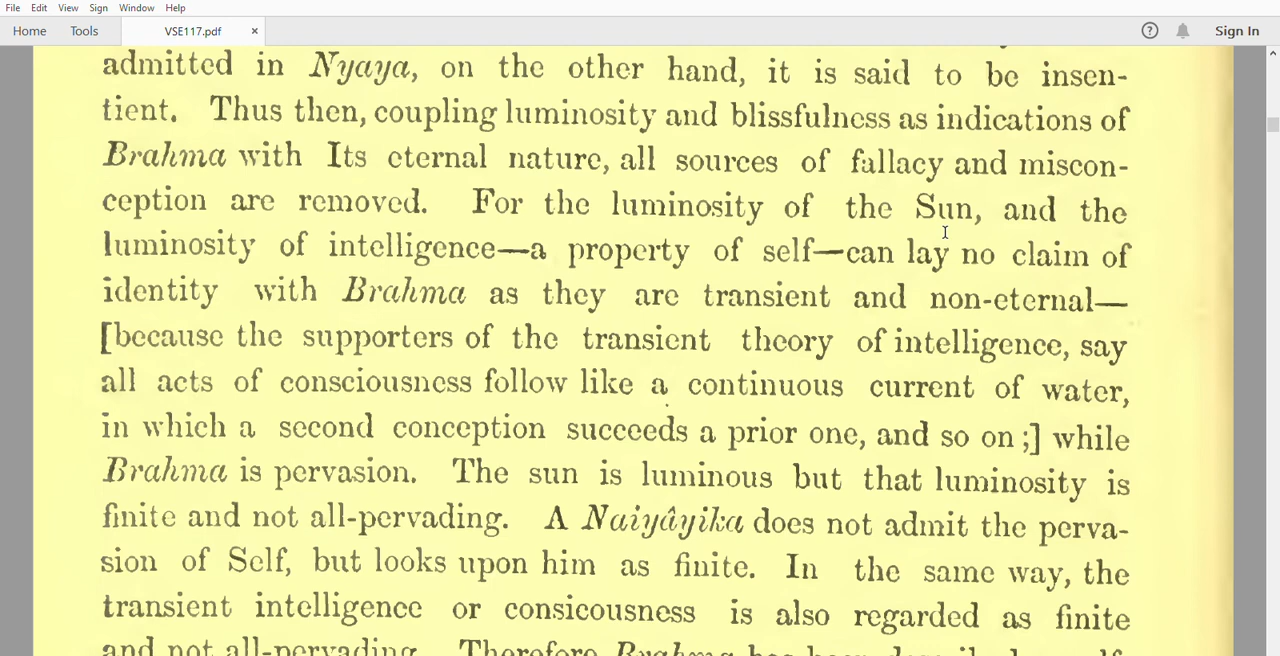 File Edit View Sign Window Help
Home Tools VSE117.pdf × ? Sign In
admitted in Nyaya, on the other hand, it is said to be insen-
tient. Thus then, coupling luminosity and blissfulness as indications of
Brahma with Its eternal nature, all sources of fallacy and miscon-
ception are removed. For the luminosity of the Sun, and the
luminosity of intelligence—a property of self—can lay no claim of
identity with Brahma as they are transient and non-eternal—
[because the supporters of the transient theory of intelligence, say
all acts of consciousness follow like a continuous current of water,
in which a second conception succeeds a prior one, and so on ;] while
Brahma is pervasion. The sun is luminous but that luminosity is
finite and not all-pervading. A Naiyâyika does not admit the perva-
sion of Self, but looks upon him as finite. In the same way, the
transient intelligence or consicousness is also regarded as finite
and not all-pervading. Therefore Brahma has been